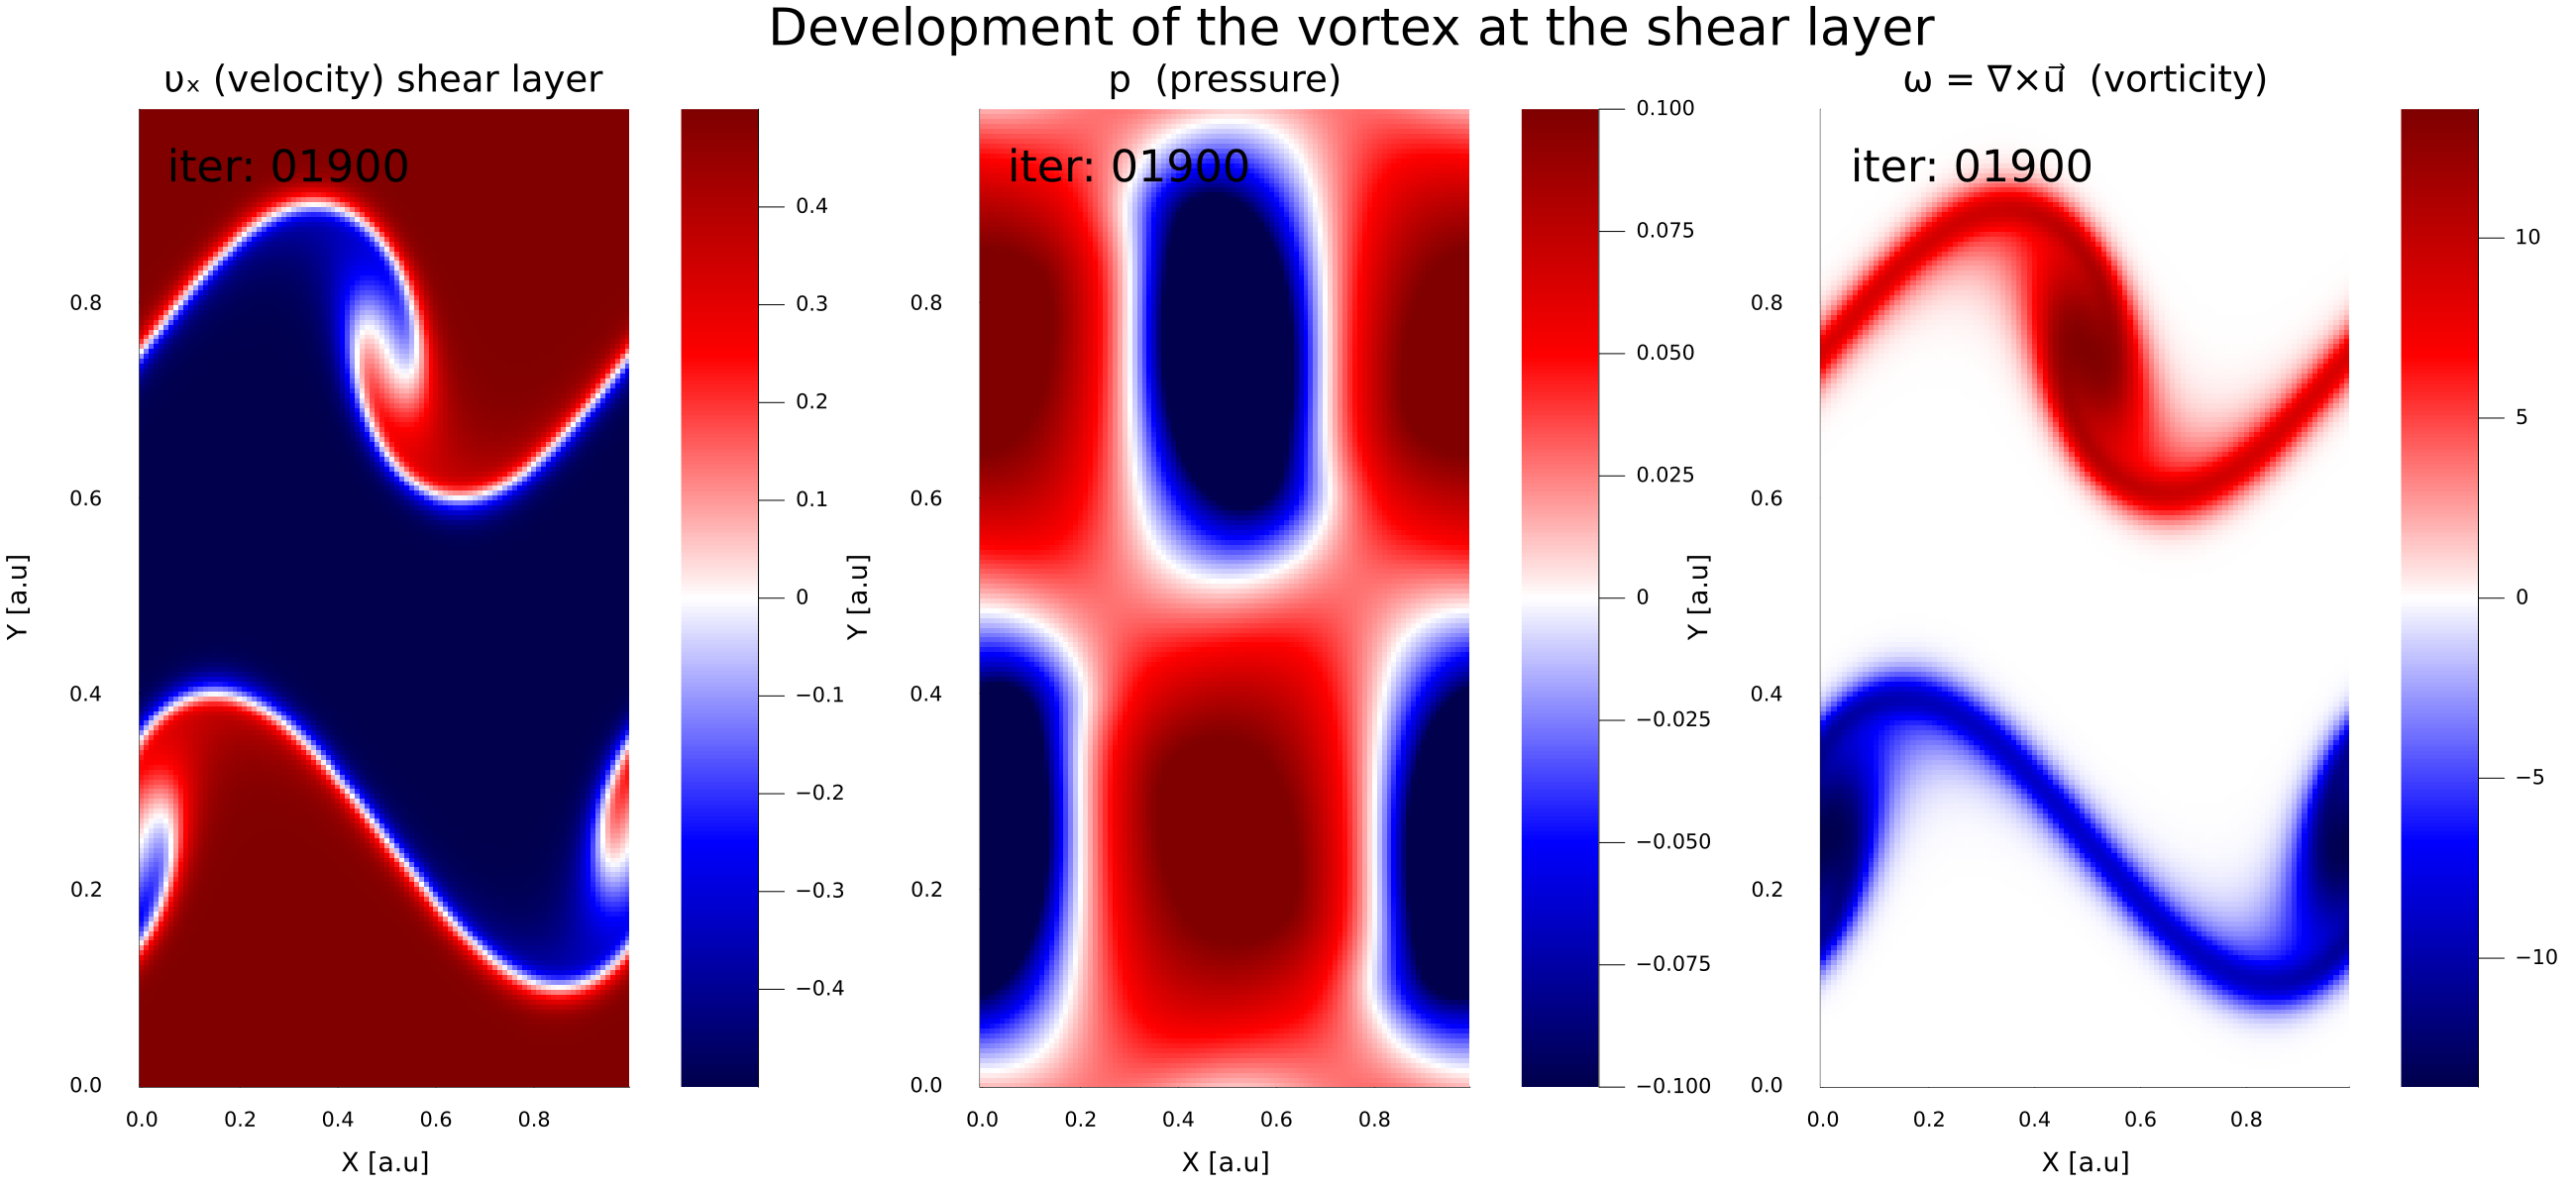 Development of the vortex at the shear layer
υₓ (velocity) shear layer
iter: 01900
Y [a.u]
0.8
0.6
0.4
0.2
0.0
0.0 0.2 0.4 0.6 0.8
X [a.u]
0.4
0.3
0.2
0.1
0
−0.1
−0.2
−0.3
−0.4
p (pressure)
iter: 01900
Y [a.u]
0.8
0.6
0.4
0.2
0.0
0.0 0.2 0.4 0.6 0.8
X [a.u]
0.100
0.075
0.050
0.025
0
−0.025
−0.050
−0.075
−0.100
ω = ∇×u⃗ (vorticity)
iter: 01900
Y [a.u]
0.8
0.6
0.4
0.2
0.0
0.0 0.2 0.4 0.6 0.8
X [a.u]
10
5
0
−5
−10